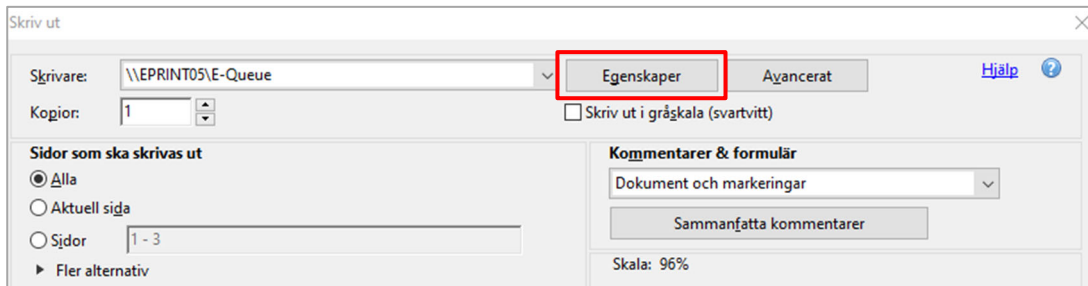 Skriv ut
Skrivare: \\EPRINT05\E-Queue Egenskaper Avancerat Hjälp ?
Kopior: 1 Skriv ut i gråskala (svartvitt)
Sidor som ska skrivas ut
Alla
Aktuell sida
Sidor 1 - 3
Fler alternativ
Kommentarer & formulär
Dokument och markeringar
Sammanfatta kommentarer
Skala: 96%